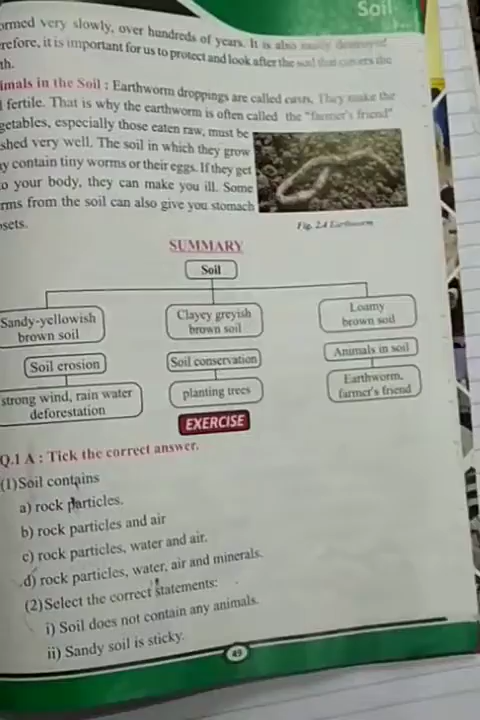 Soil
ormed very slowly, over hundreds of years. It is also easily destroyed
refore, it is important for us to protect and look after the soil that covers the
th.
imals in the Soil : Earthworm droppings are called casts. They make the
l fertile. That is why the earthworm is often called the "farmer's friend"
getables, especially those eaten raw, must be
shed very well. The soil in which they grow
ay contain tiny worms or their eggs. If they get
to your body, they can make you ill. Some
rms from the soil can also give you stomach
sets.
Fig. 2.4 Earthworm
SUMMARY
Soil
Sandy-yellowish
brown soil
Clayey greyish
brown soil
Loamy
brown soil
Soil erosion
Soil conservation
Animals in soil
strong wind, rain water
deforestation
planting trees
Earthworm,
farmer's friend
EXERCISE
Q.1 A : Tick the correct answer.
(1)Soil contains
a) rock particles.
b) rock particles and air
c) rock particles, water and air.
d) rock particles, water, air and minerals.
(2)Select the correct statements:
i) Soil does not contain any animals.
ii) Sandy soil is sticky.
49